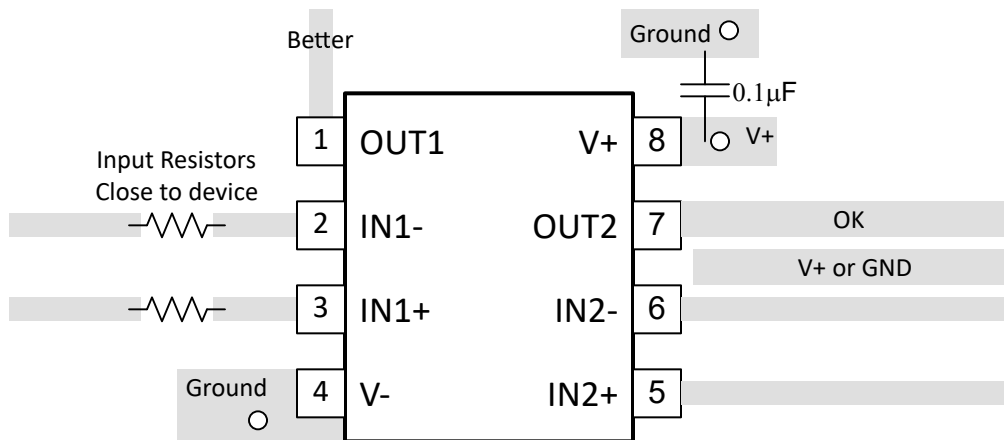 Better
Ground
0.1µF
1 OUT1
V+ 8
V+
Input Resistors
Close to device
2 IN1-
OUT2 7
OK
V+ or GND
3 IN1+
IN2- 6
Ground
4 V-
IN2+ 5